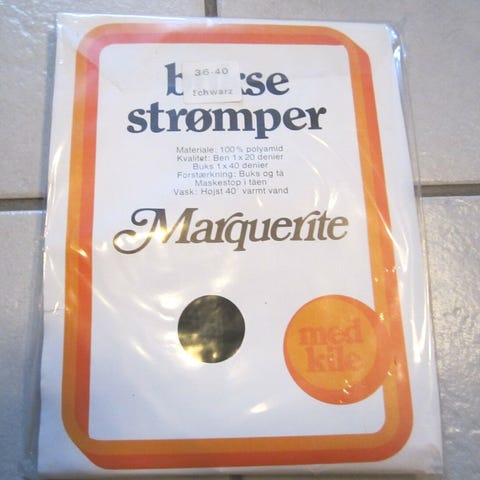 36-40
Schwarz
strømper
Materiale: 100% polyamid
Kvalitet: Ben 1 x 20 denier
Buks 1 x 40 denier
Forstærkning: Buks og tå
Maskestop i tåen
Vask: Højst 40° varmt vand
Marquerite
med
kile